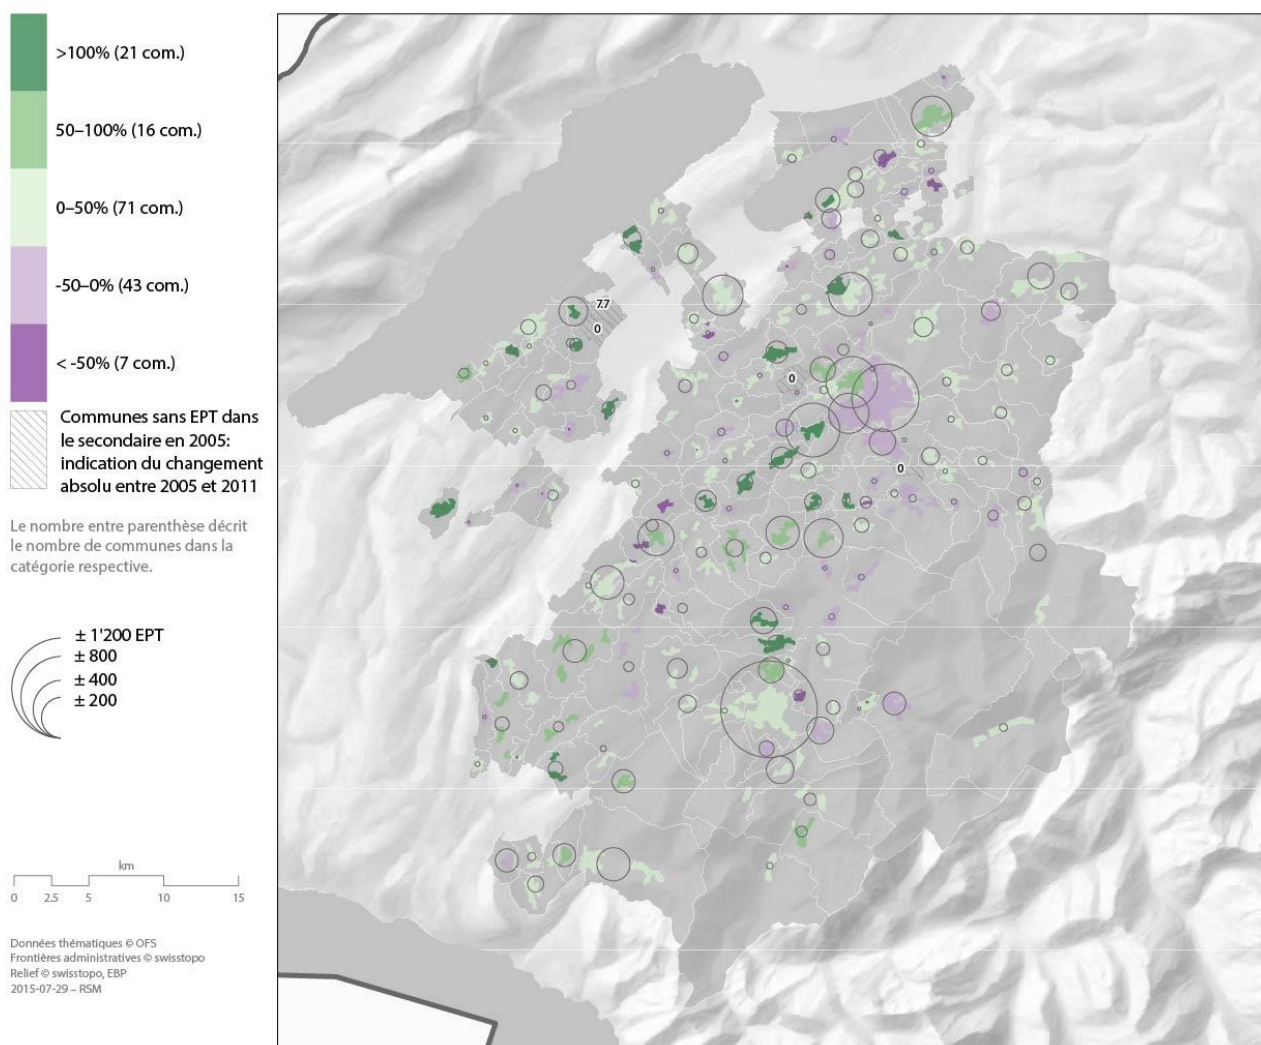 >100% (21 com.)
50–100% (16 com.)
0–50% (71 com.)
-50–0% (43 com.)
< -50% (7 com.)
Communes sans EPT dans
le secondaire en 2005:
indication du changement
absolu entre 2005 et 2011
Le nombre entre parenthèse décrit
le nombre de communes dans la
catégorie respective.
± 1'200 EPT
± 800
± 400
± 200
km
0 2.5 5 10 15
Données thématiques © OFS
Frontières administratives © swisstopo
Relief © swisstopo, EBP
2015-07-29 – RSM
7.7
0
0
0